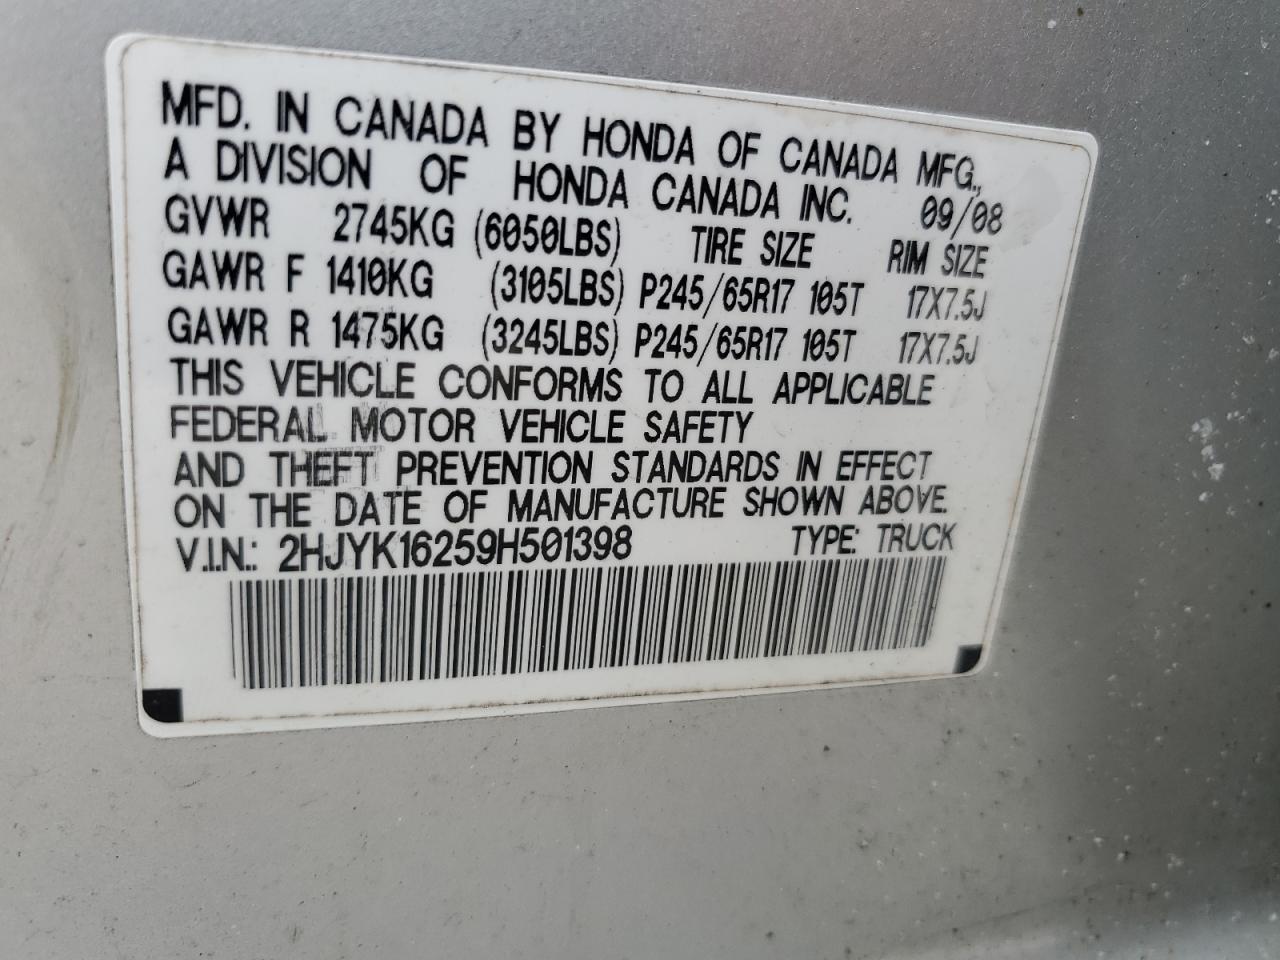 MFD. IN CANADA BY HONDA OF CANADA MFG.,
A DIVISION OF HONDA CANADA INC. 09/08
GVWR 2745KG (6050LBS) TIRE SIZE RIM SIZE
GAWR F 1410KG (3105LBS) P245/65R17 105T 17X7.5J
GAWR R 1475KG (3245LBS) P245/65R17 105T 17X7.5J
THIS VEHICLE CONFORMS TO ALL APPLICABLE
FEDERAL MOTOR VEHICLE SAFETY
AND THEFT PREVENTION STANDARDS IN EFFECT
ON THE DATE OF MANUFACTURE SHOWN ABOVE.
V.I.N.: 2HJYK16259H501398 TYPE: TRUCK